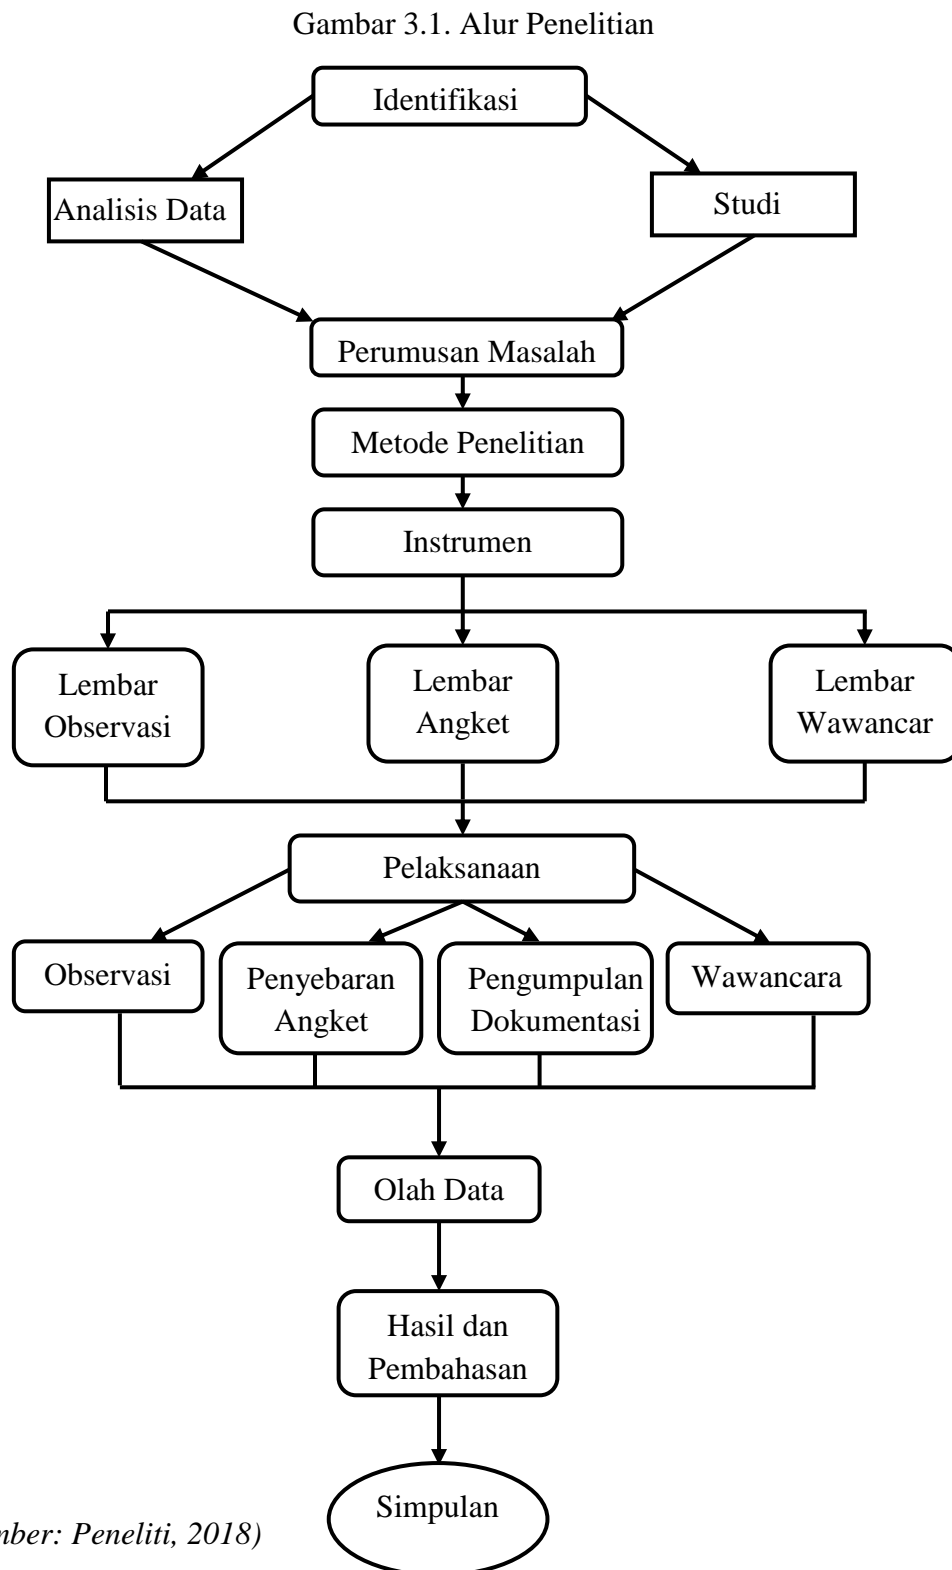 Gambar 3.1. Alur Penelitian
Identifikasi
Analisis Data
Studi
Perumusan Masalah
Metode Penelitian
Instrumen
Lembar
Observasi
Lembar
Angket
Lembar
Wawancar
Pelaksanaan
Observasi
Penyebaran
Angket
Pengumpulan
Dokumentasi
Wawancara
Olah Data
Hasil dan
Pembahasan
Simpulan
mber: Peneliti, 2018)